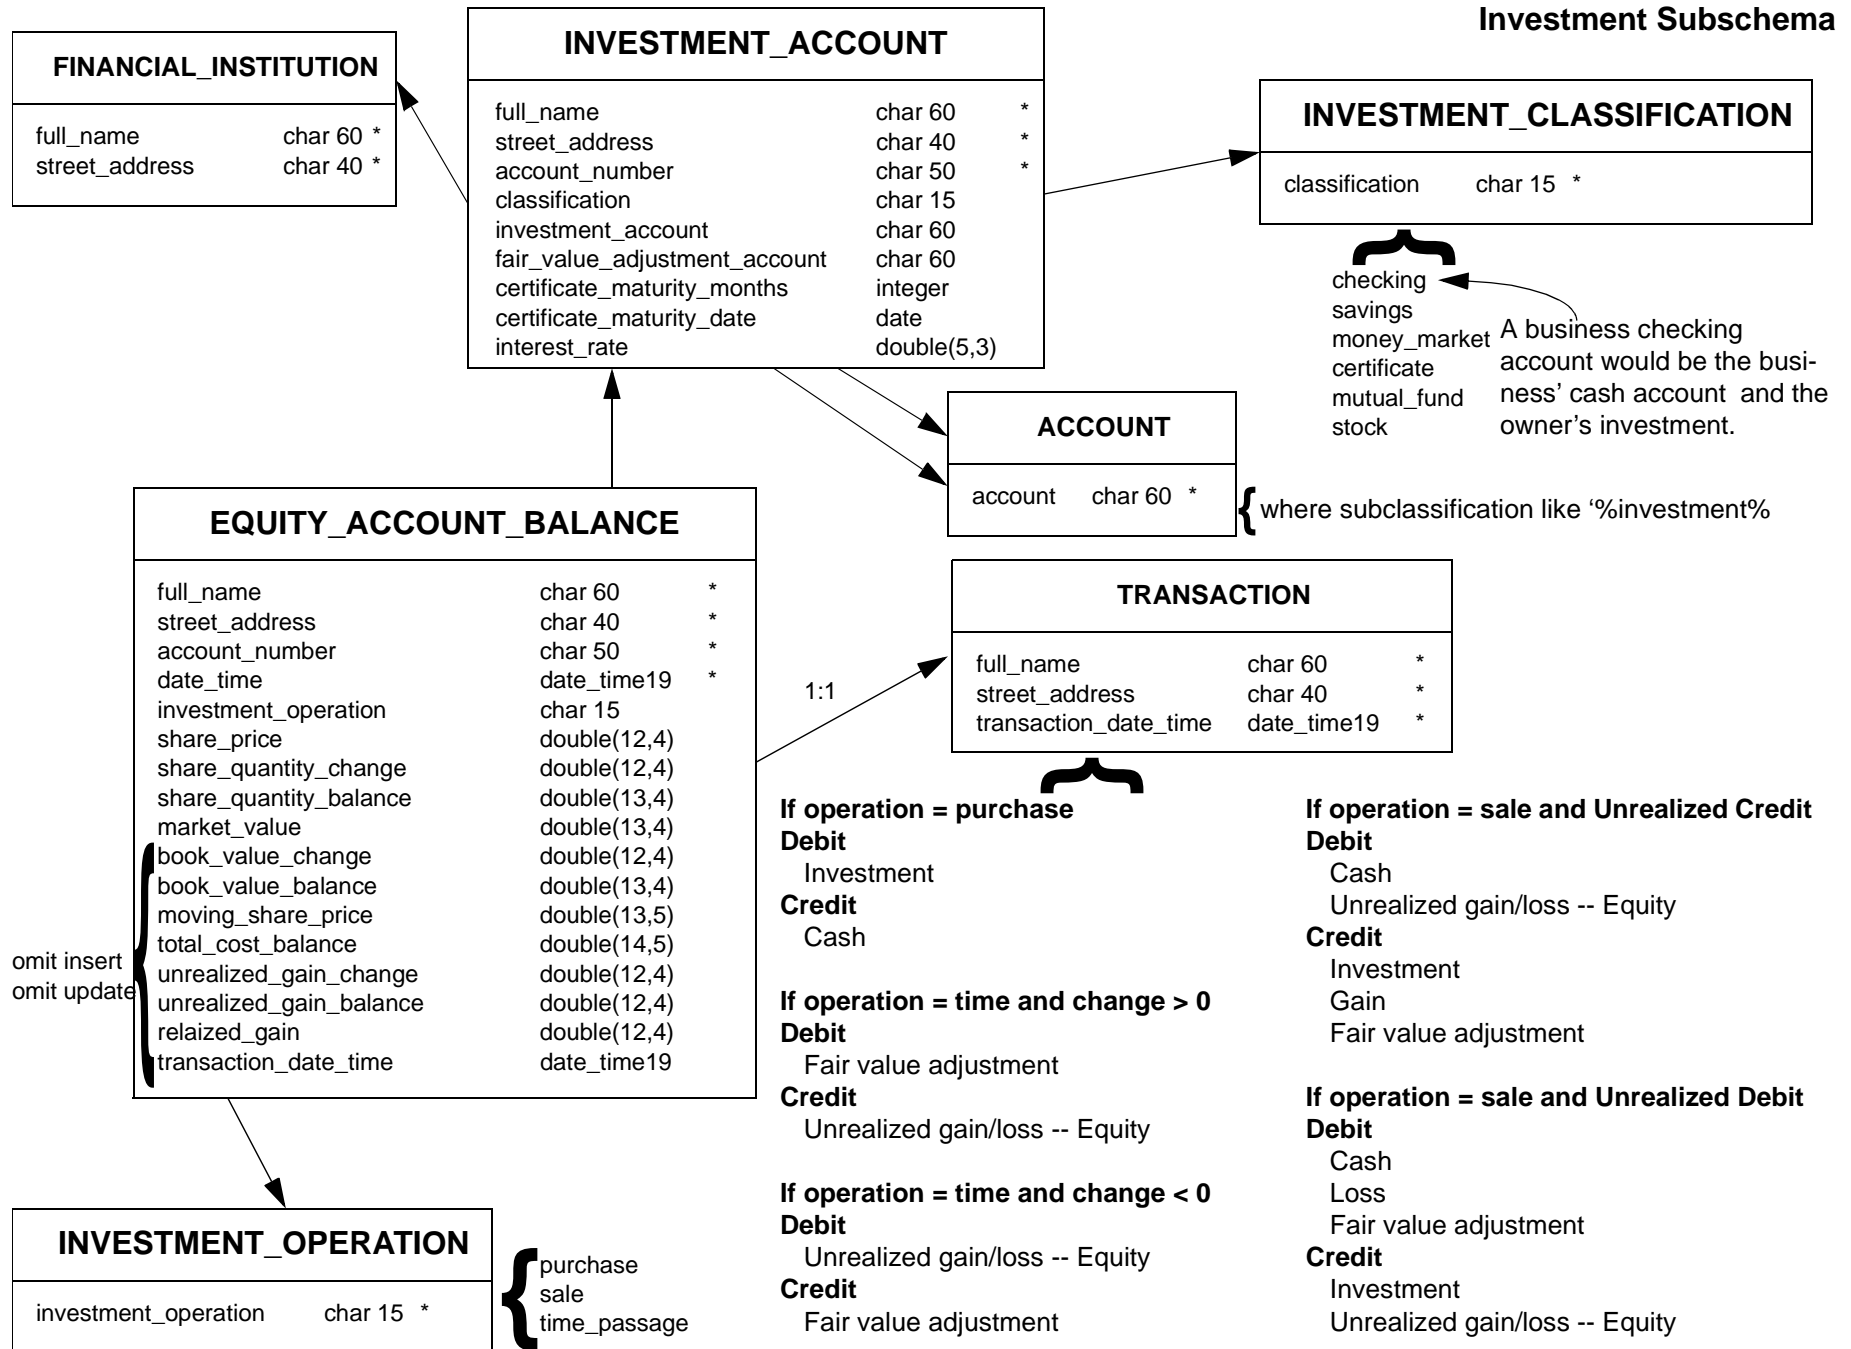 Investment Subschema
FINANCIAL_INSTITUTION
full_name char 60 *
street_address char 40 *
INVESTMENT_ACCOUNT
full_name char 60 *
street_address char 40 *
account_number char 50 *
classification char 15
investment_account char 60
fair_value_adjustment_account char 60
certificate_maturity_months integer
certificate_maturity_date date
interest_rate double(5,3)
INVESTMENT_CLASSIFICATION
classification char 15 *
checking
savings
money_market
certificate
mutual_fund
stock
A business checking
account would be the busi-
ness’ cash account and the
owner’s investment.
ACCOUNT
account char 60 *
where subclassification like ‘%investment%
EQUITY_ACCOUNT_BALANCE
full_name char 60 *
street_address char 40 *
account_number char 50 *
date_time date_time19 *
investment_operation char 15
share_price double(12,4)
share_quantity_change double(12,4)
share_quantity_balance double(13,4)
market_value double(13,4)
book_value_change double(12,4)
book_value_balance double(13,4)
moving_share_price double(13,5)
total_cost_balance double(14,5)
unrealized_gain_change double(12,4)
unrealized_gain_balance double(12,4)
relaized_gain double(12,4)
transaction_date_time date_time19
omit insert
omit update
1:1
TRANSACTION
full_name char 60 *
street_address char 40 *
transaction_date_time date_time19 *
If operation = purchase
Debit
Investment
Credit
Cash
If operation = time and change > 0
Debit
Fair value adjustment
Credit
Unrealized gain/loss -- Equity
If operation = time and change < 0
Debit
Unrealized gain/loss -- Equity
Credit
Fair value adjustment
If operation = sale and Unrealized Credit
Debit
Cash
Unrealized gain/loss -- Equity
Credit
Investment
Gain
Fair value adjustment
If operation = sale and Unrealized Debit
Debit
Cash
Loss
Fair value adjustment
Credit
Investment
Unrealized gain/loss -- Equity
INVESTMENT_OPERATION
investment_operation char 15 *
purchase
sale
time_passage